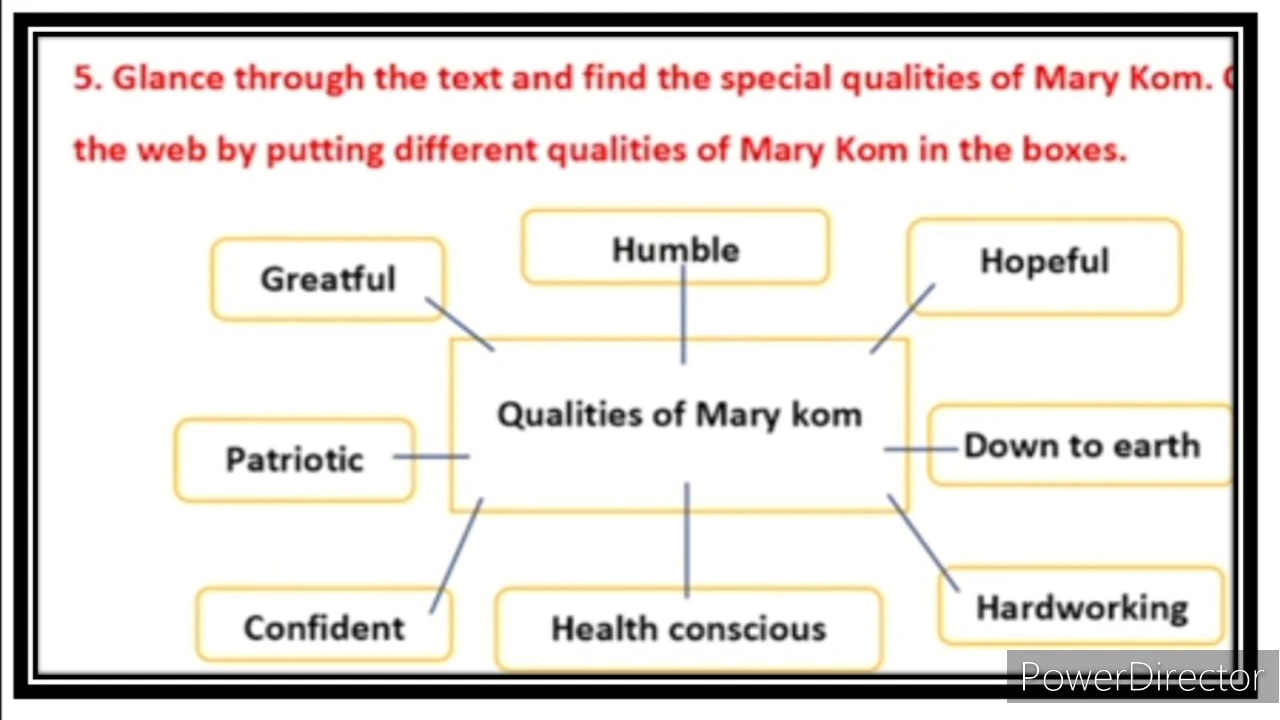 5. Glance through the text and find the special qualities of Mary Kom.
the web by putting different qualities of Mary Kom in the boxes.
Greatful
Humble
Hopeful
Qualities of Mary kom
Patriotic
Down to earth
Confident
Health conscious
Hardworking
PowerDirector